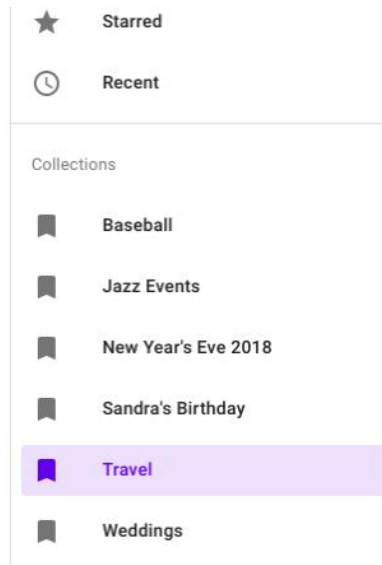 Starred
Recent
Collections
Baseball
Jazz Events
New Year's Eve 2018
Sandra's Birthday
Travel
Weddings